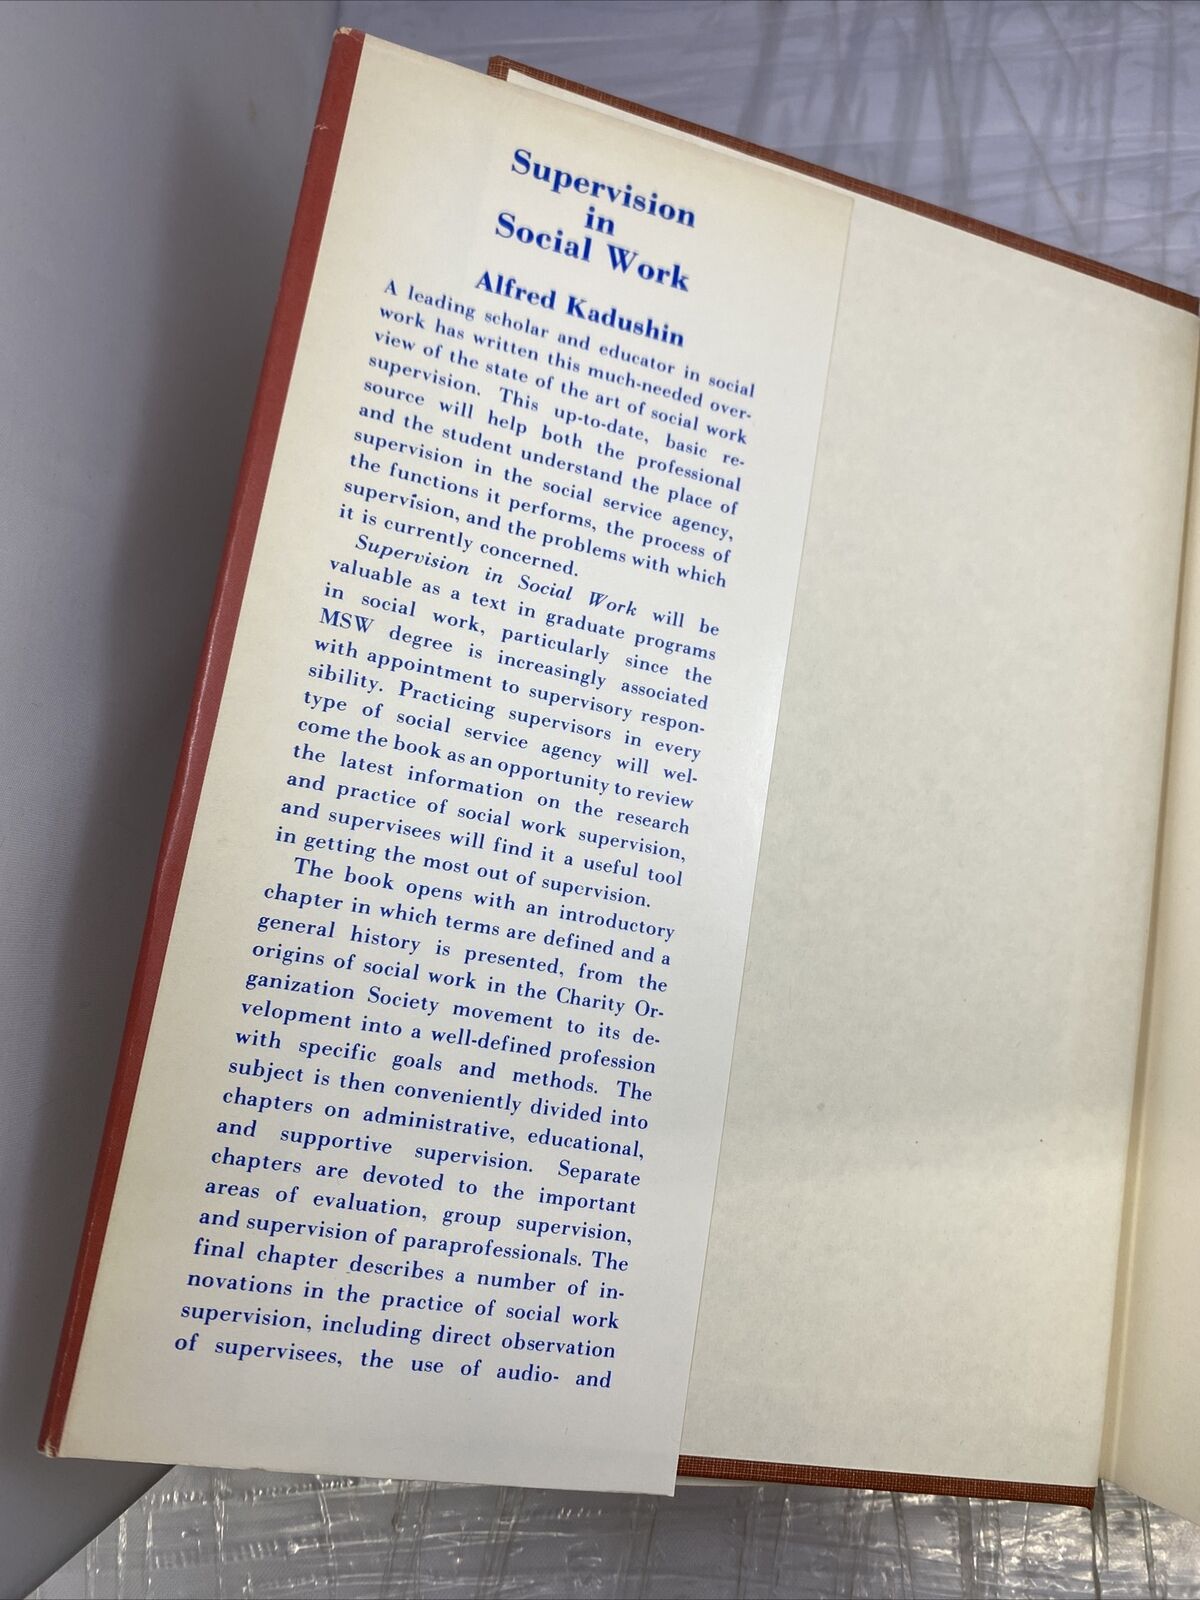 Supervision
in
Social Work
Alfred Kadushin
A leading scholar and educator in social
work has written this much-needed over-
view of the state of the art of social work
supervision. This up-to-date, basic re-
source will help both the professional
and the student understand the place of
supervision in the social service agency,
the functions it performs, the process of
supervision, and the problems with which
it is currently concerned.
Supervision in Social Work will be
valuable as a text in graduate programs
in social work, particularly since the
MSW degree is increasingly associated
with appointment to supervisory respon-
sibility. Practicing supervisors in every
type of social service agency will wel-
come the book as an opportunity to review
the latest information on the research
and practice of social work supervision,
and supervisees will find it a useful tool
in getting the most out of supervision.
The book opens with an introductory
chapter in which terms are defined and a
general history is presented, from the
origins of social work in the Charity Or-
ganization Society movement to its de-
velopment into a well-defined profession
with specific goals and methods. The
subject is then conveniently divided into
chapters on administrative, educational,
and supportive supervision. Separate
chapters are devoted to the important
areas of evaluation, group supervision,
and supervision of paraprofessionals. The
final chapter describes a number of in-
novations in the practice of social work
supervision, including direct observation
of supervisees, the use of audio- and